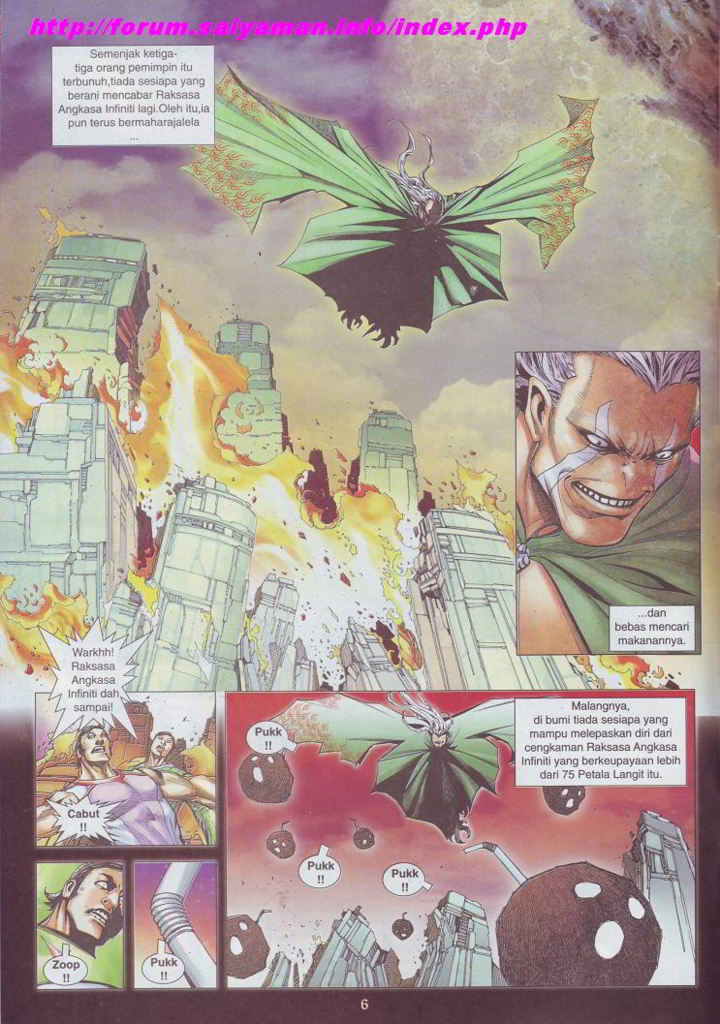 http://forum.saiyaman.info/index.php
Semenjak ketiga-
tiga orang pemimpin itu
terbunuh,tiada sesiapa yang
berani mencabar Raksasa
Angkasa Infiniti lagi.Oleh itu,ia
pun terus bermaharajalela
...
...dan
bebas mencari
makanannya.
Warkhh!
Raksasa
Angkasa
Infiniti dah
sampai!
Cabut
!!
Malangnya,
di bumi tiada sesiapa yang
mampu melepaskan diri dari
cengkaman Raksasa Angkasa
Infiniti yang berkeupayaan lebih
dari 75 Petala Langit itu.
Pukk
!!
Pukk
!!
Pukk
!!
Zoop
!!
Pukk
!!
6